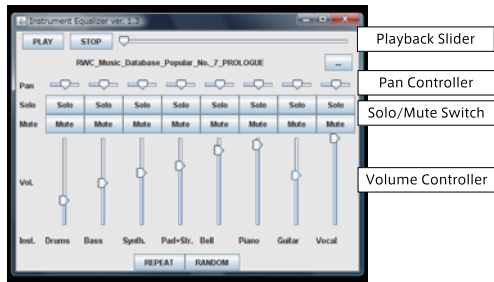 Instrument Equalizer ver. 1.3
PLAY STOP
Playback Slider
RWC_Music_Database_Popular_No._7_PROLOGUE ...
Pan
Pan Controller
Solo Solo Solo Solo Solo Solo Solo Solo Solo
Solo/Mute Switch
Mute Mute Mute Mute Mute Mute Mute Mute Mute
Vol.
Volume Controller
Inst. Drums Bass Synth. Pad+Str. Bell Piano Guitar Vocal
REPEAT RANDOM